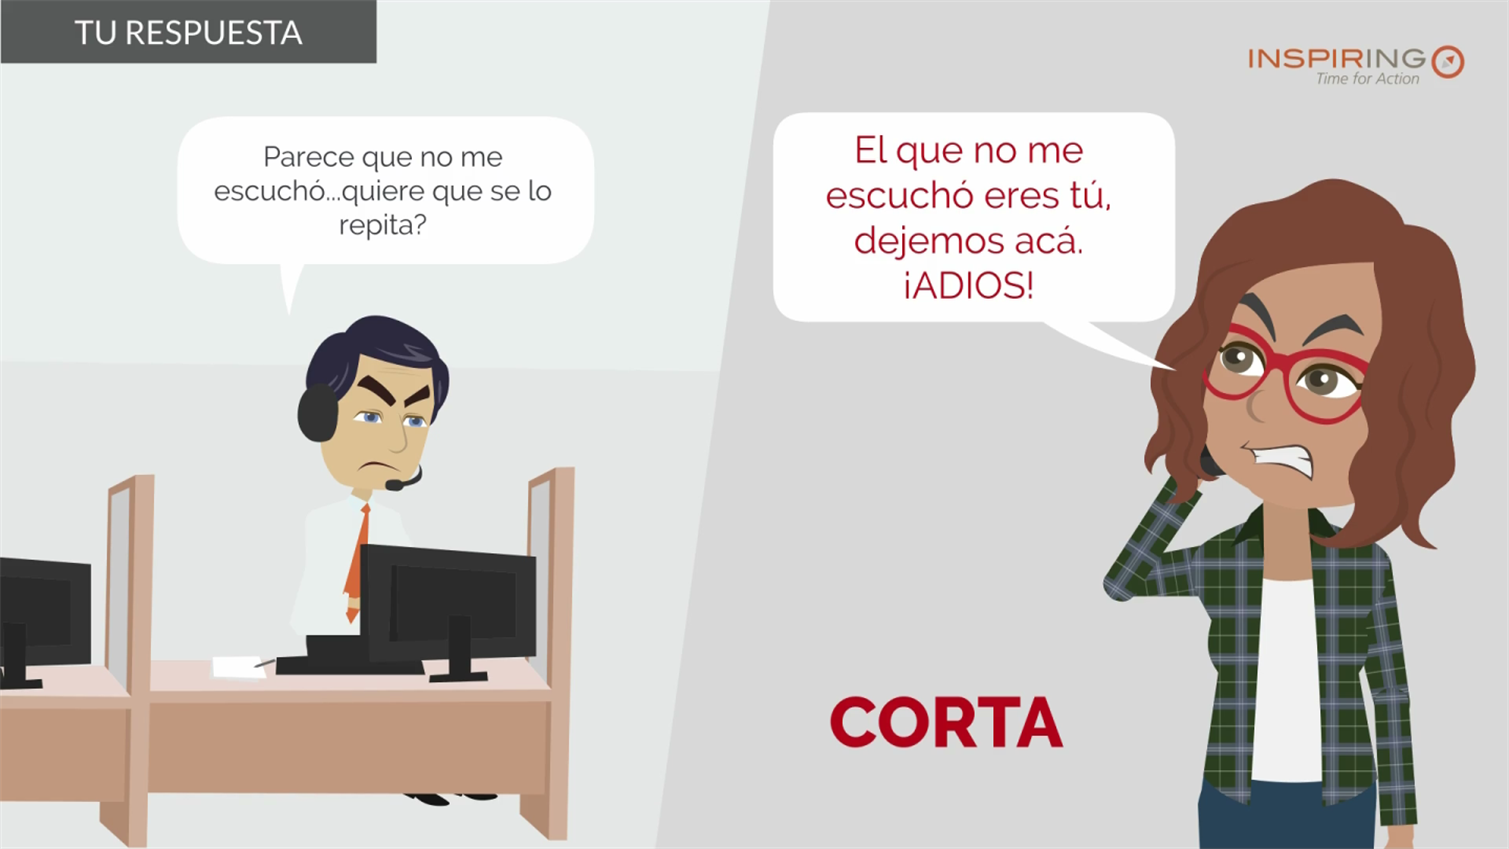 TU RESPUESTA
INSPIRING
Time for Action
Parece que no me
escuchó...quiere que se lo
repita?
El que no me
escuchó eres tú,
dejemos acá.
¡ADIOS!
CORTA